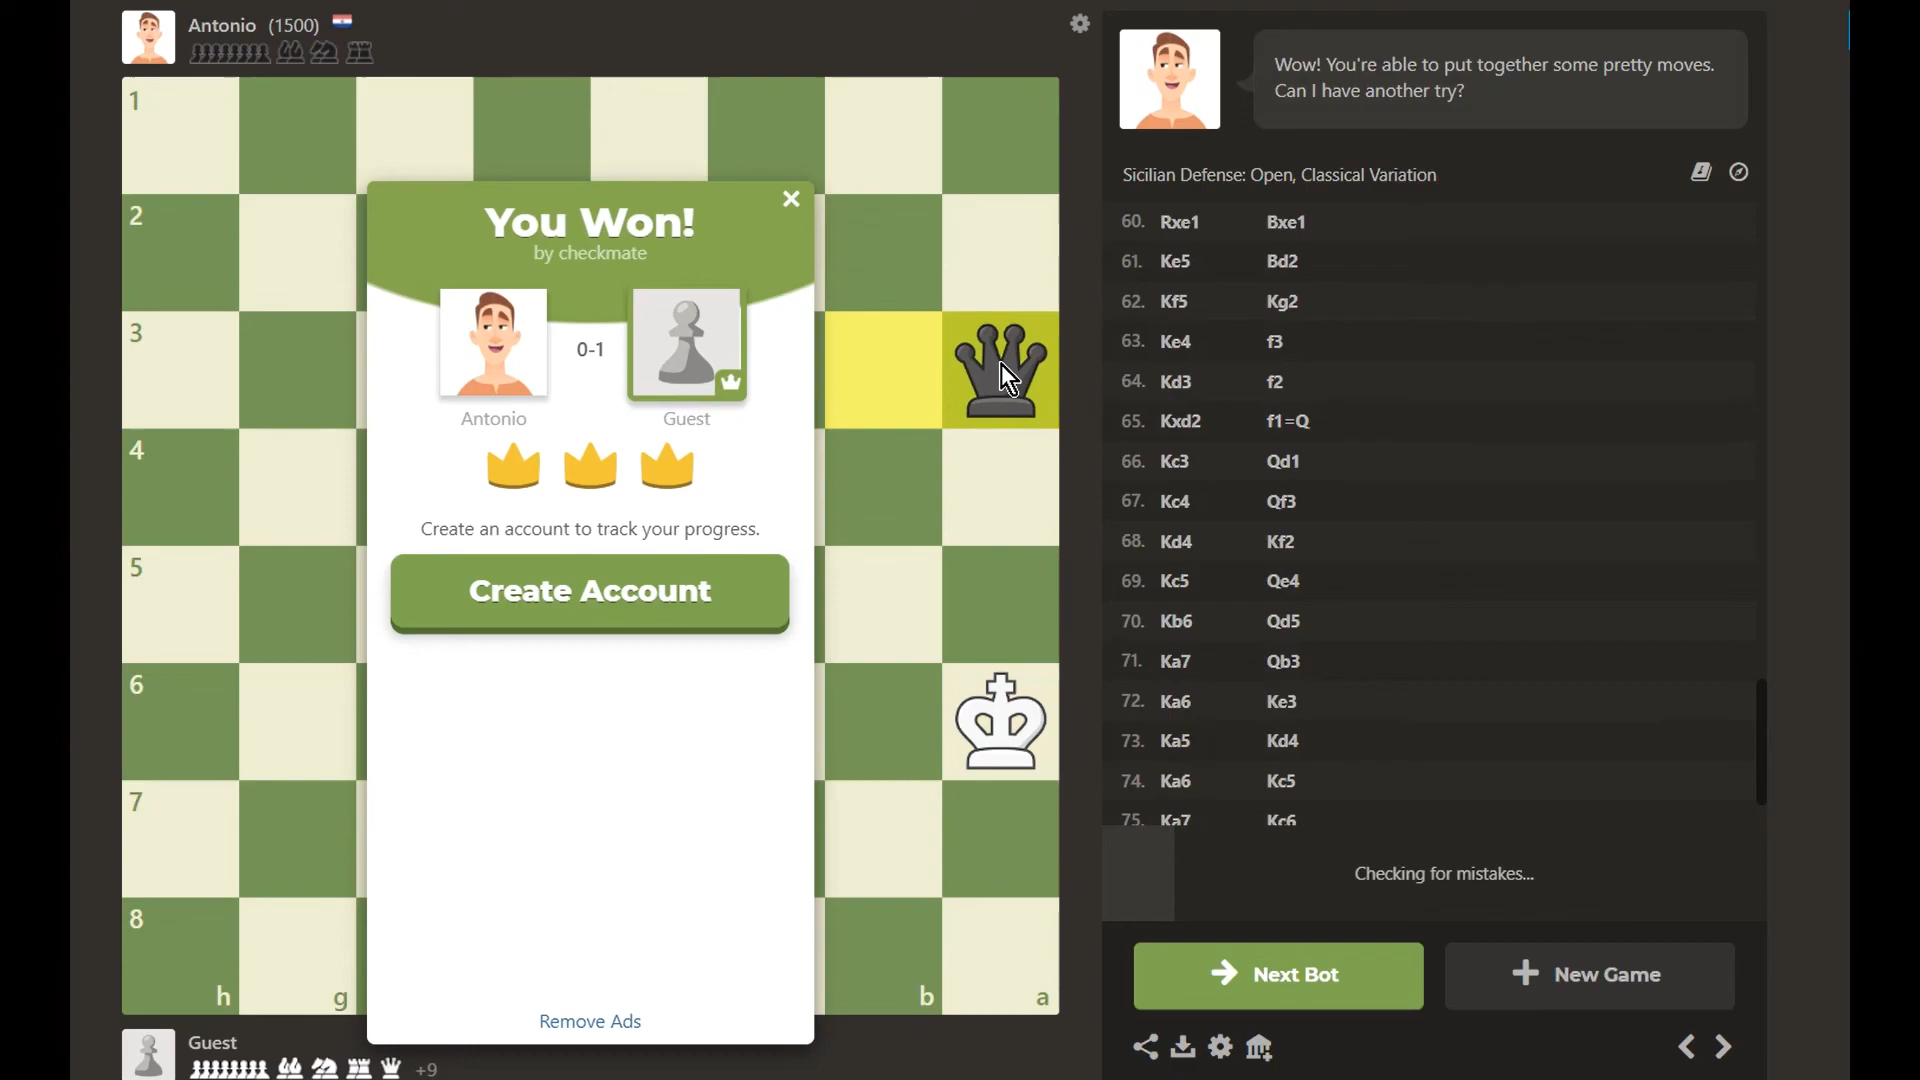 Antonio (1500)
Wow! You're able to put together some pretty moves.
Can I have another try?
Sicilian Defense: Open, Classical Variation
1
2
3
4
5
6
7
8
h
g
b
a
You Won!
by checkmate
0-1
Antonio
Guest
Create an account to track your progress.
Create Account
Remove Ads
60. Rxe1 Bxe1
61. Ke5 Bd2
62. Kf5 Kg2
63. Ke4 f3
64. Kd3 f2
65. Kxd2 f1=Q
66. Kc3 Qd1
67. Kc4 Qf3
68. Kd4 Kf2
69. Kc5 Qe4
70. Kb6 Qd5
71. Ka7 Qb3
72. Ka6 Ke3
73. Ka5 Kd4
74. Ka6 Kc5
75. Ka7 Kc6
Checking for mistakes...
Next Bot
New Game
Guest
+9